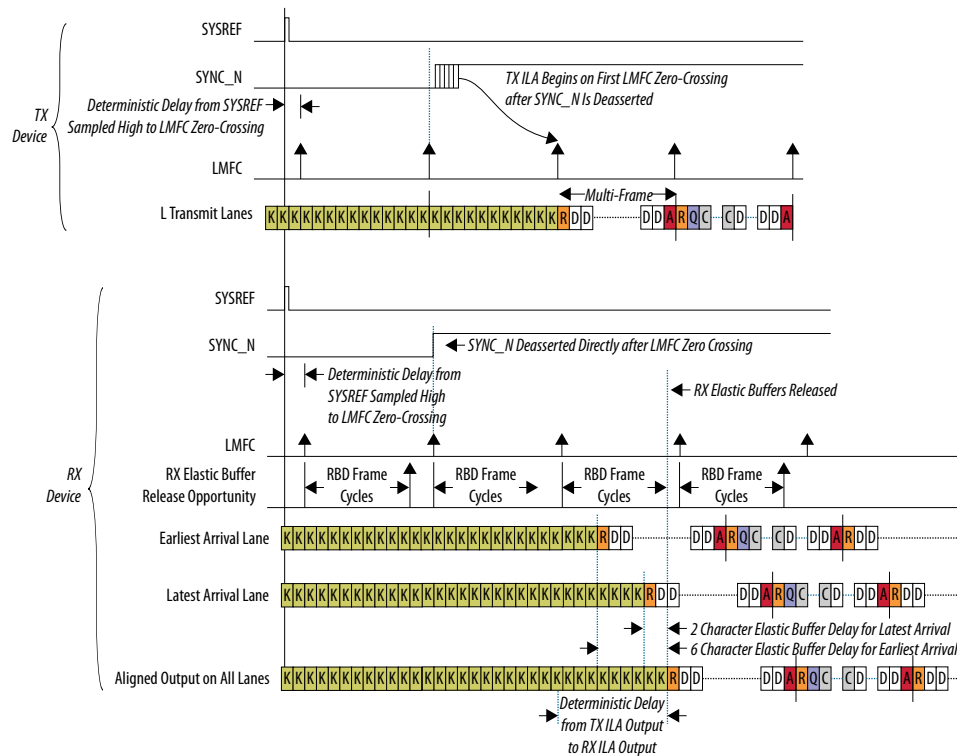 SYSREF
SYNC_N
TX ILA Begins on First LMFC Zero-Crossing
after SYNC_N Is Deasserted
TX
Device
Deterministic Delay from SYSREF
Sampled High to LMFC Zero-Crossing
LMFC
Multi-Frame
L Transmit Lanes
KKKKKKKKKKKKKKKKKKKKKKKKKRDD DDARQC CD DDA
SYSREF
SYNC_N
SYNC_N Deasserted Directly after LMFC Zero Crossing
Deterministic Delay from
SYSREF Sampled High
to LMFC Zero-Crossing
RX Elastic Buffers Released
LMFC
RX
Device
RX Elastic Buffer
Release Opportunity
RBD Frame
Cycles
RBD Frame
Cycles
RBD Frame
Cycles
RBD Frame
Cycles
Earliest Arrival Lane
KKKKKKKKKKKKKKKKKKKKKKKKKKKRDD DDARQC CD DDARDD
Latest Arrival Lane
KKKKKKKKKKKKKKKKKKKKKKKKKKKKKKKRDD DDARQC CD DDARDD
2 Character Elastic Buffer Delay for Latest Arrival
6 Character Elastic Buffer Delay for Earliest Arrival
Aligned Output on All Lanes
KKKKKKKKKKKKKKKKKKKKKKKKKKKKKKKKKRDD DDARQC CD DDARDD
Deterministic Delay
from TX ILA Output
to RX ILA Output